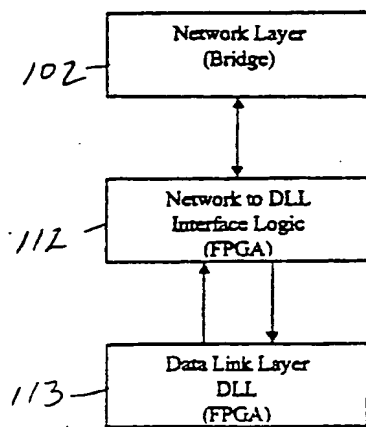 Network Layer
(Bridge)
102
Network to DLL
Interface Logic
(FPGA)
112
Data Link Layer
DLL
(FPGA)
113